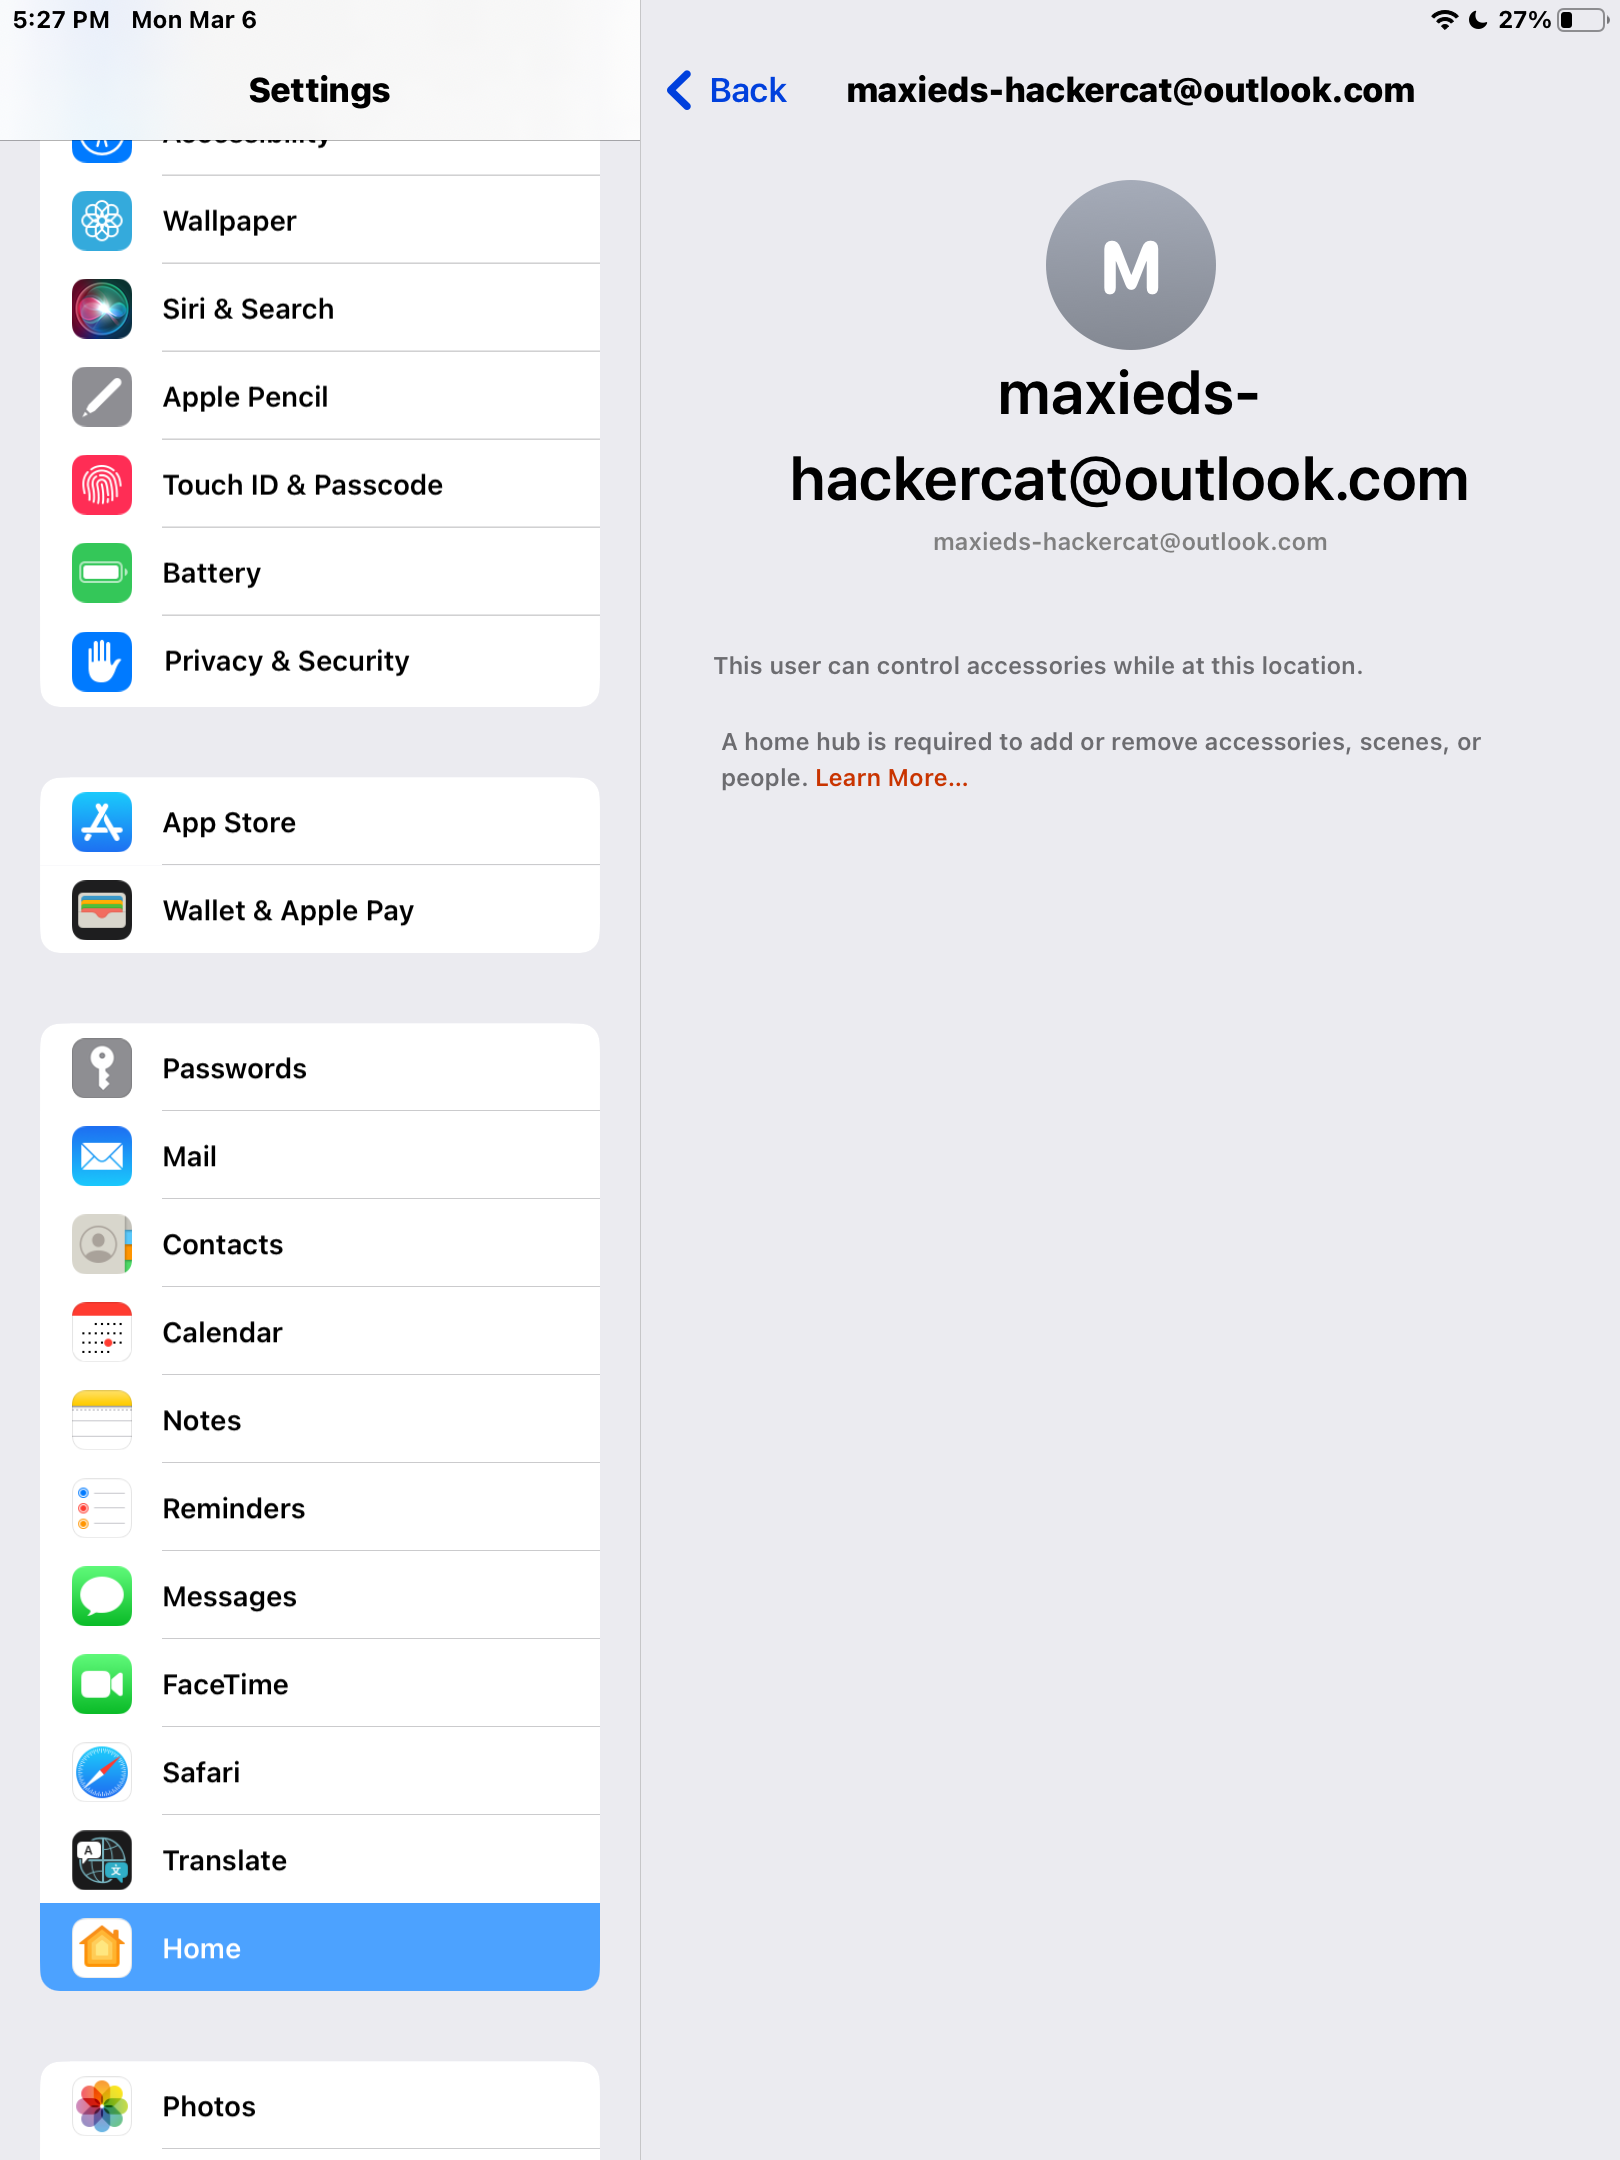 5:27 PM Mon Mar 6
27%
Settings
Accessibility
Wallpaper
Siri & Search
Apple Pencil
Touch ID & Passcode
Battery
Privacy & Security
App Store
Wallet & Apple Pay
Passwords
Mail
Contacts
Calendar
Notes
Reminders
Messages
FaceTime
Safari
Translate
Home
Photos
Back
maxieds-hackercat@outlook.com
M
maxieds-
hackercat@outlook.com
maxieds-hackercat@outlook.com
This user can control accessories while at this location.
A home hub is required to add or remove accessories, scenes, or
people. Learn More...